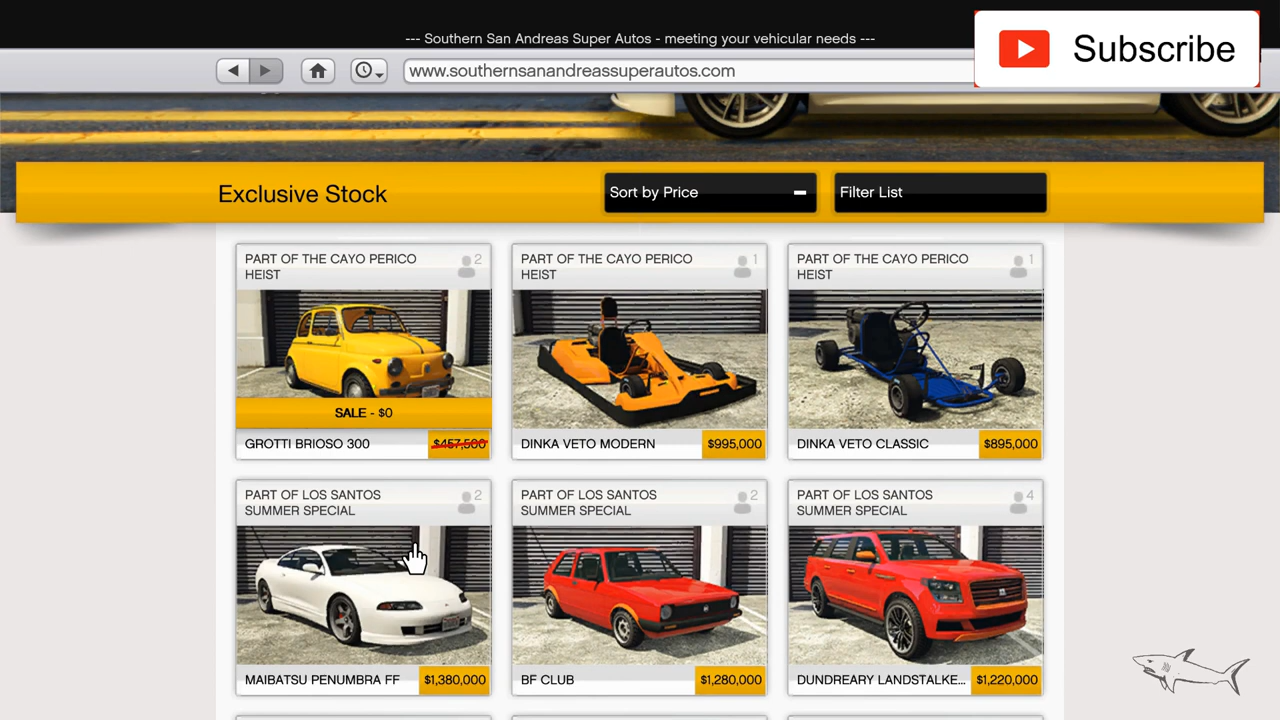 --- Southern San Andreas Super Autos - meeting your vehicular needs ---
Subscribe
www.southernsanandreassuperautos.com
Exclusive Stock
Sort by Price
Filter List
PART OF THE CAYO PERICO
HEIST
2
SALE - $0
GROTTI BRIOSO 300
$457,500
PART OF THE CAYO PERICO
HEIST
1
DINKA VETO MODERN
$995,000
PART OF THE CAYO PERICO
HEIST
1
DINKA VETO CLASSIC
$895,000
PART OF LOS SANTOS
SUMMER SPECIAL
2
MAIBATSU PENUMBRA FF
$1,380,000
PART OF LOS SANTOS
SUMMER SPECIAL
2
BF CLUB
$1,280,000
PART OF LOS SANTOS
SUMMER SPECIAL
4
DUNDREARY LANDSTALKE...
$1,220,000